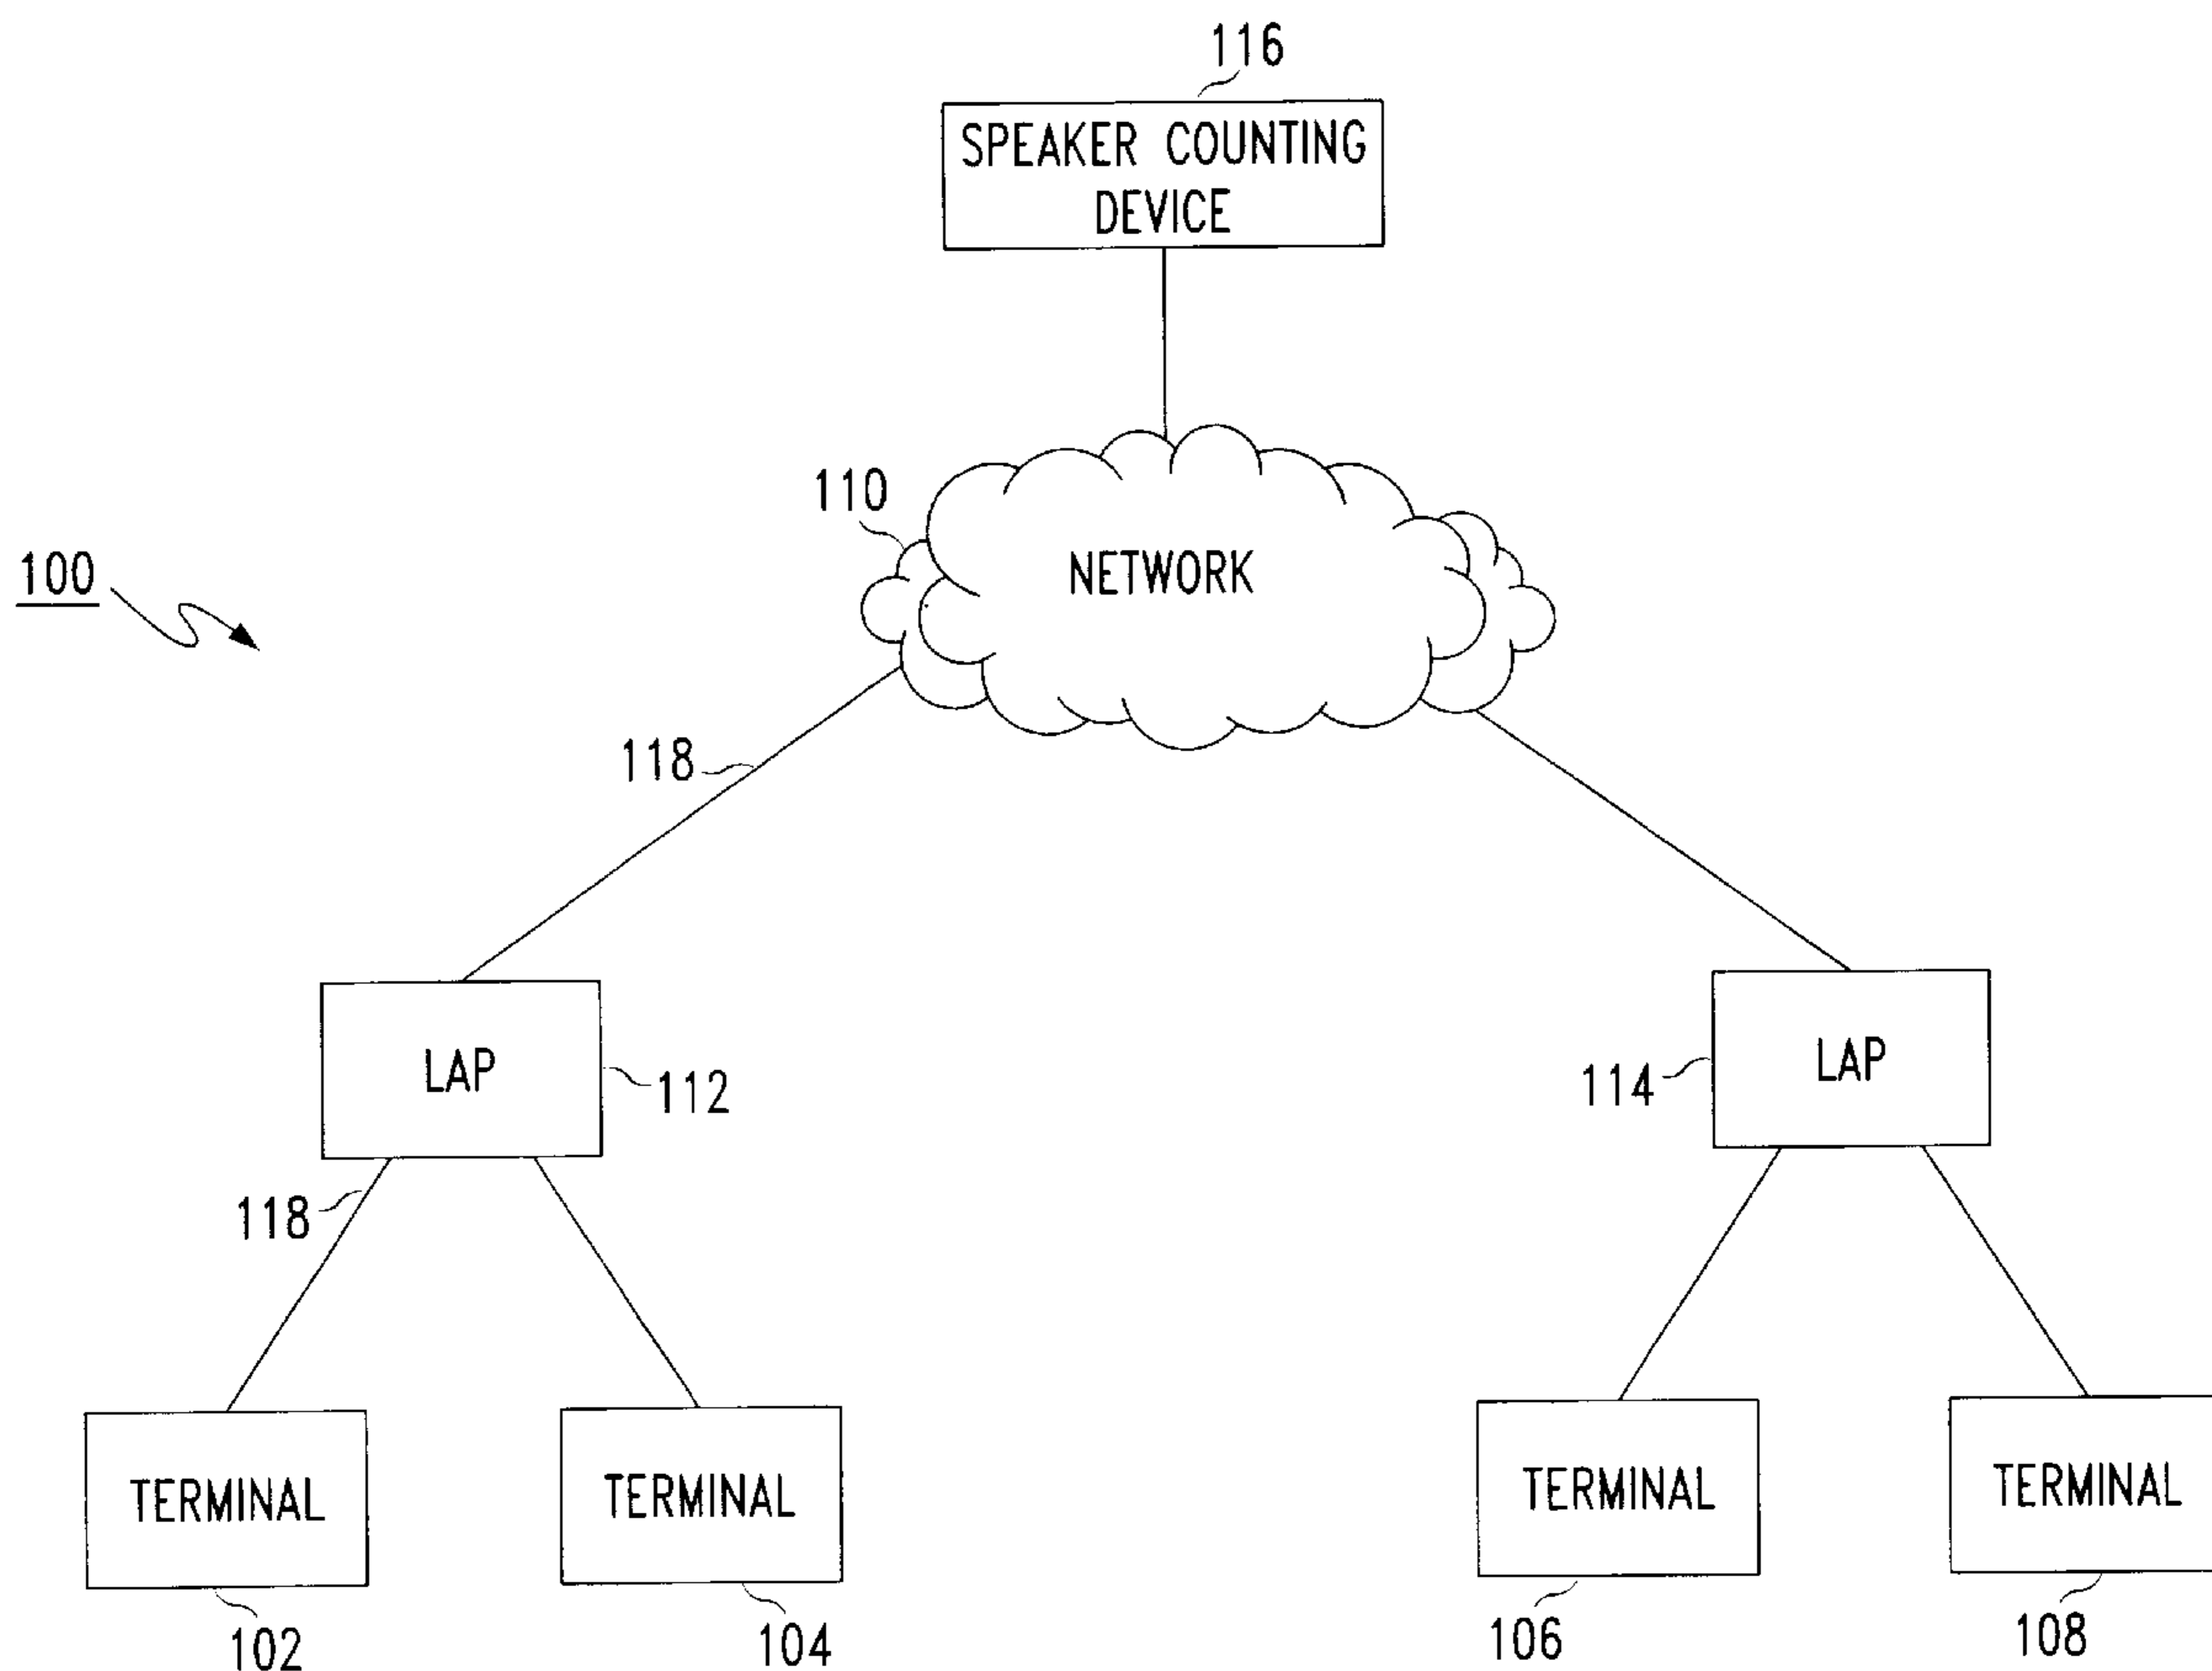 116
SPEAKER COUNTING
DEVICE
110
NETWORK
100
118
LAP
112
114
LAP
118
TERMINAL
TERMINAL
TERMINAL
TERMINAL
102
104
106
108